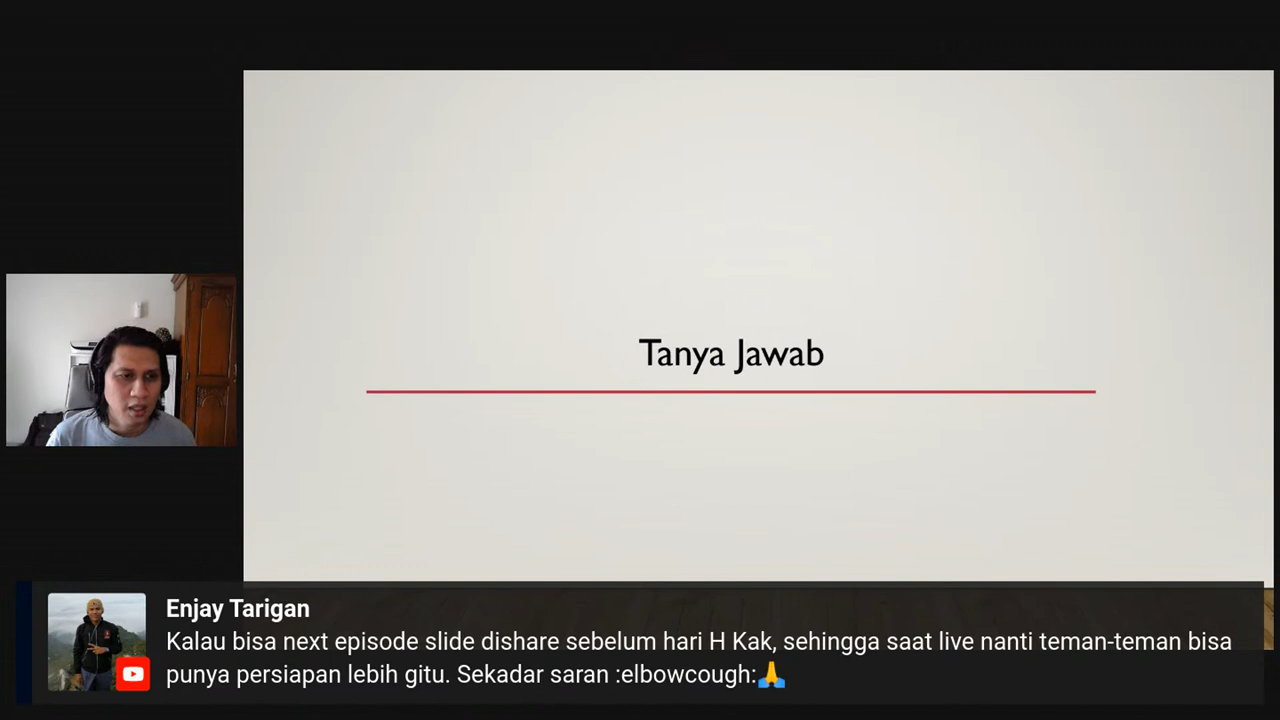 Tanya Jawab
Enjay Tarigan
Kalau bisa next episode slide dishare sebelum hari H Kak, sehingga saat live nanti teman-teman bisa
punya persiapan lebih gitu. Sekadar saran :elbowcough:🙏